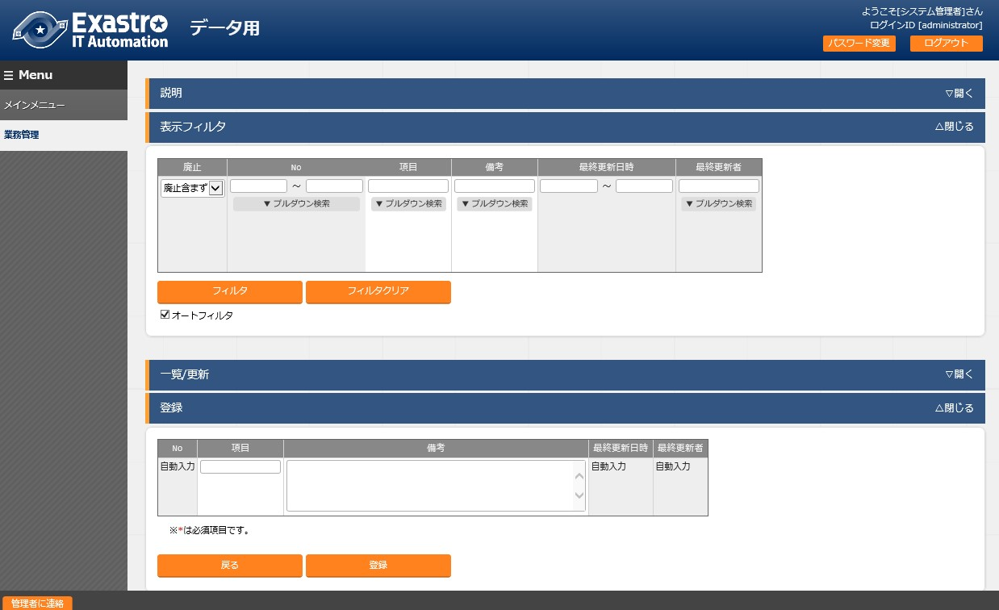 Exastro
IT Automation
データ用
ようこそ[システム管理者]さん
ログインID [administrator]
パスワード変更 ログアウト
Menu
メインメニュー
業務管理
説明 ▽開く
表示フィルタ △閉じる
廃止 No 項目 備考 最終更新日時 最終更新者
廃止含まず ～ ～
▼プルダウン検索 ▼プルダウン検索 ▼プルダウン検索 ▼プルダウン検索
フィルタ フィルタクリア
オートフィルタ
一覧/更新 ▽開く
登録 △閉じる
No 項目 備考 最終更新日時 最終更新者
自動入力 自動入力 自動入力
※*は必須項目です。
戻る 登録
管理者に連絡